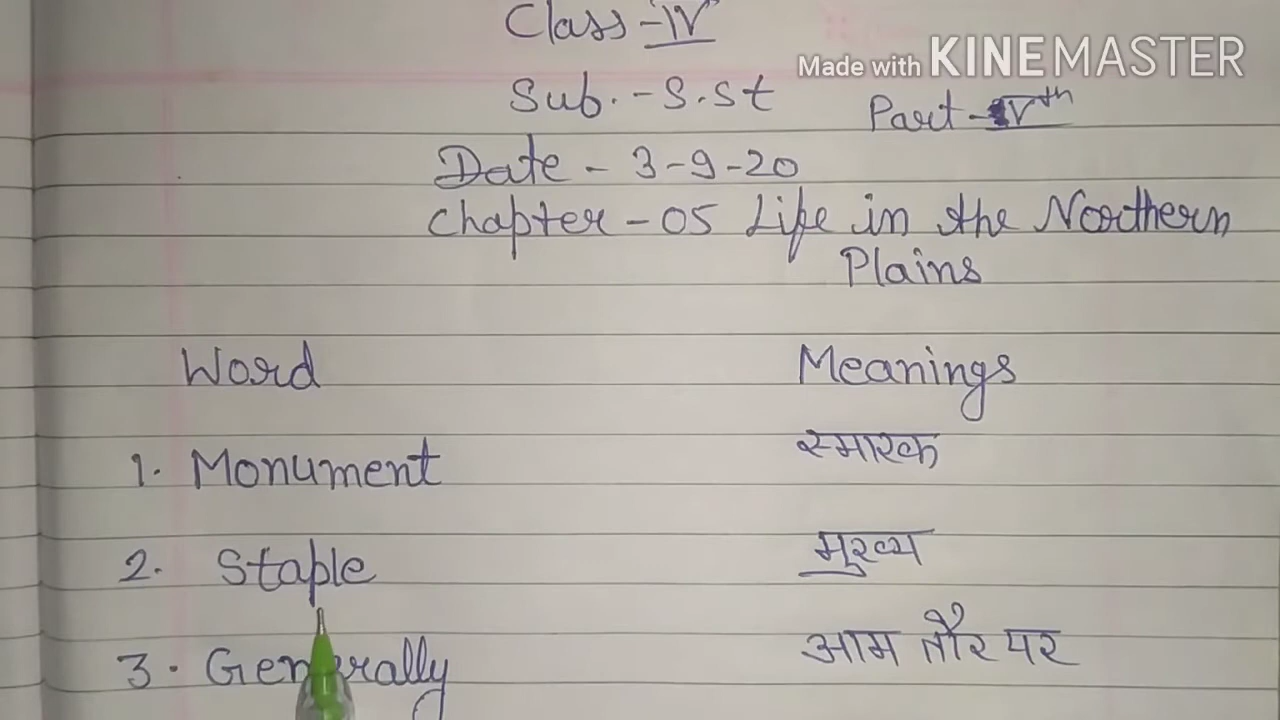 Class - IV
Made with KINEMASTER
Sub. - S.St
Part - Vth
Date - 3-9-20
Chapter - 05 Life in the Northern
Plains
Word Meanings
1. Monument स्मारक
2. Staple मुख्य
3. Generally आम तौर पर